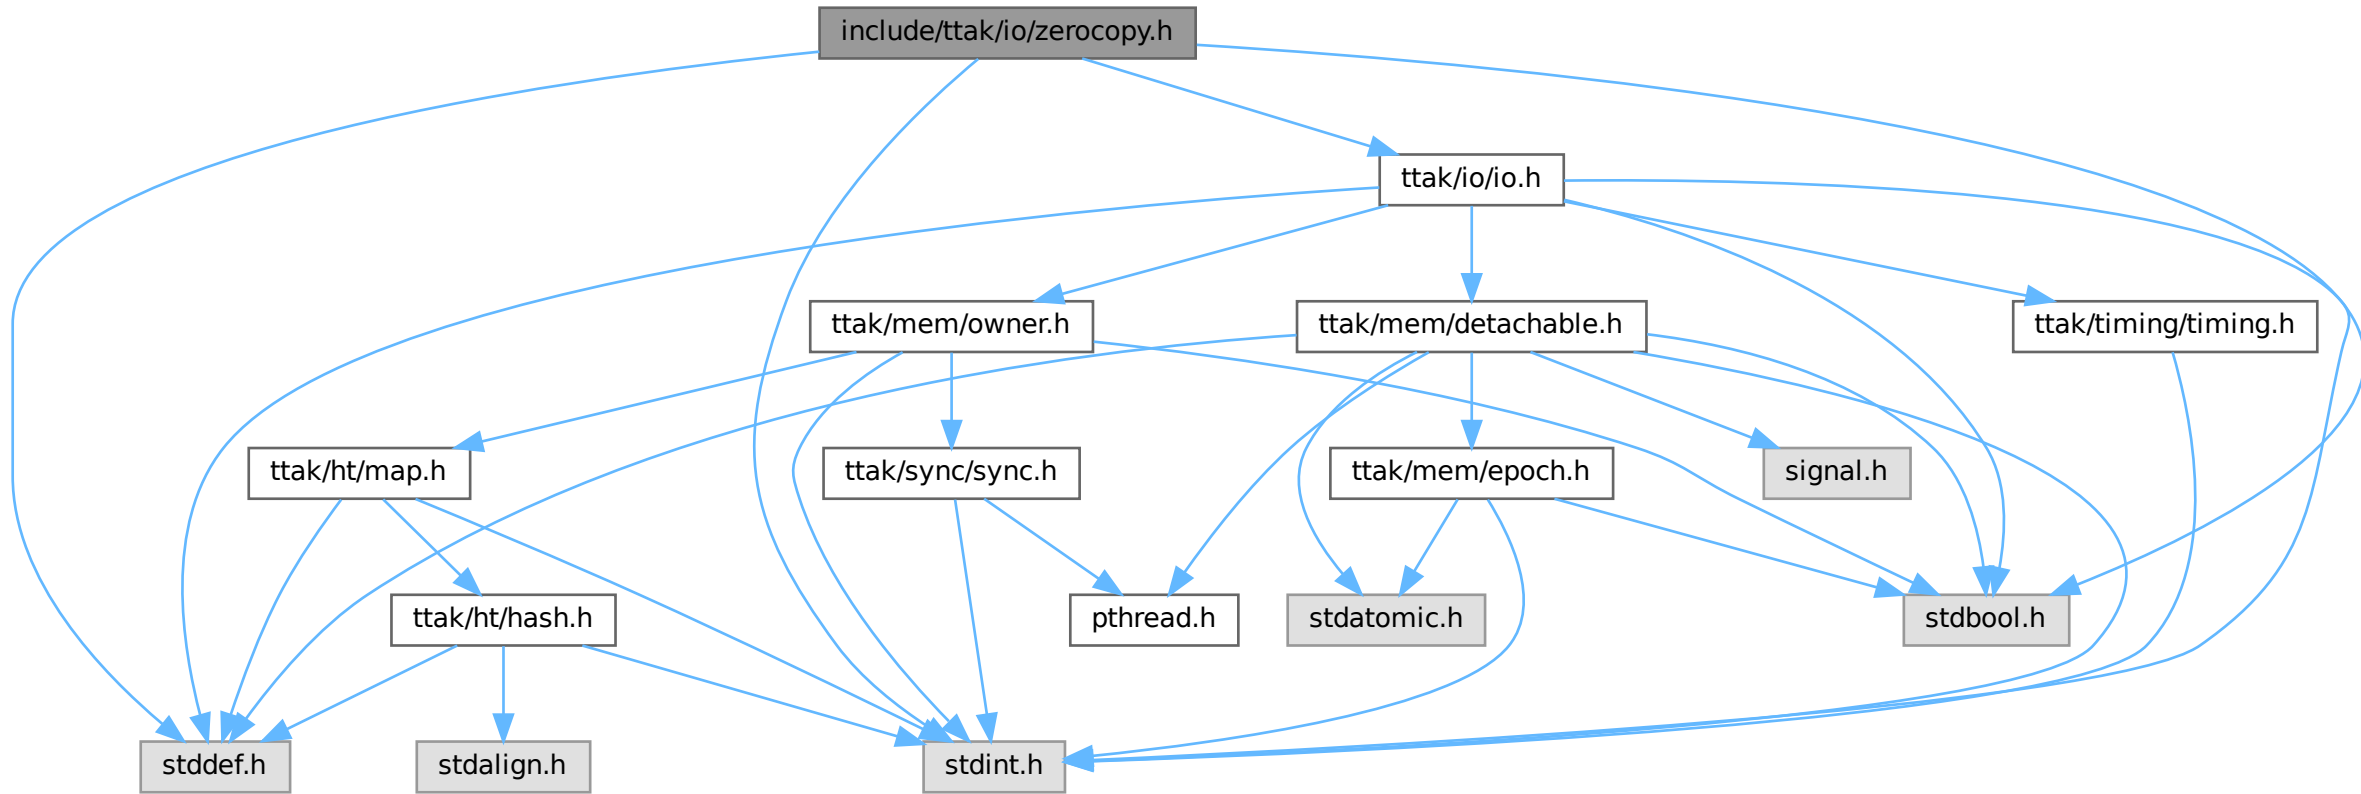 include/ttak/io/zerocopy.h
ttak/io/io.h
ttak/mem/owner.h
ttak/mem/detachable.h
ttak/timing/timing.h
ttak/ht/map.h
ttak/sync/sync.h
ttak/mem/epoch.h
signal.h
ttak/ht/hash.h
pthread.h
stdatomic.h
stdbool.h
stddef.h
stdalign.h
stdint.h